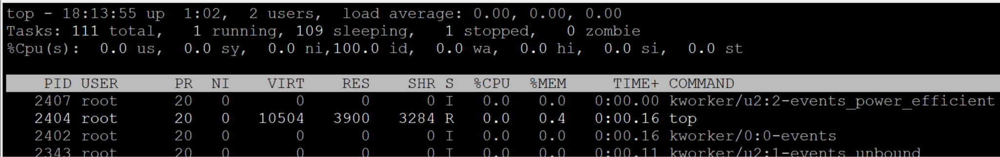 top - 18:13:55 up  1:02,  2 users,  load average: 0.00, 0.00, 0.00
Tasks: 111 total,   1 running, 109 sleeping,   1 stopped,   0 zombie
%Cpu(s):  0.0 us,  0.0 sy,  0.0 ni,100.0 id,  0.0 wa,  0.0 hi,  0.0 si,  0.0 st
    PID USER      PR  NI    VIRT    RES    SHR S  %CPU  %MEM     TIME+ COMMAND
   2407 root      20   0       0      0      0 I   0.0   0.0   0:00.00 kworker/u2:2-events_power_efficient
   2404 root      20   0   10504   3900   3284 R   0.0   0.4   0:00.16 top
   2402 root      20   0       0      0      0 I   0.0   0.0   0:00.16 kworker/0:0-events
   2343 root      20   0       0      0      0 I   0.0   0.0   0:00.11 kworker/u2:1-events_unbound